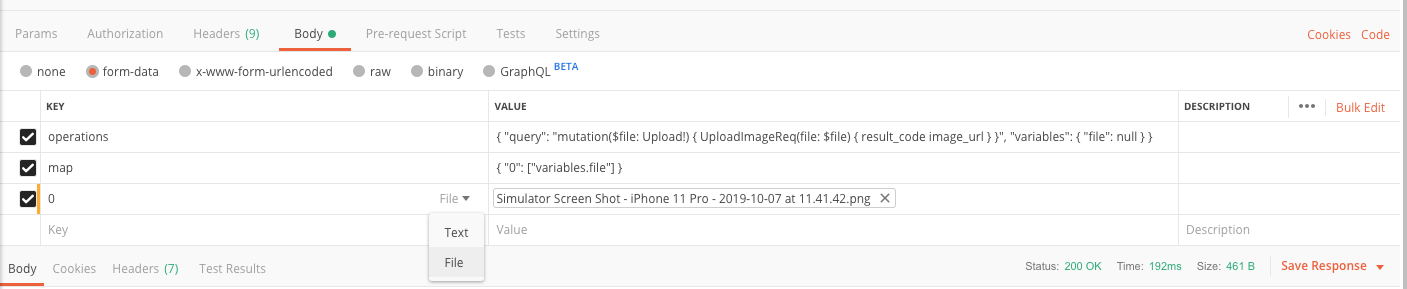 Params Authorization Headers (9) Body Pre-request Script Tests Settings Cookies Code
none form-data x-www-form-urlencoded raw binary GraphQL BETA
KEY VALUE DESCRIPTION ••• Bulk Edit
operations { "query": "mutation($file: Upload!) { UploadImageReq(file: $file) { result_code image_url } }", "variables": { "file": null } }
map { "0": ["variables.file"] }
0 File Simulator Screen Shot - iPhone 11 Pro - 2019-10-07 at 11.41.42.png
Key Value Description
Text
File
Body Cookies Headers (7) Test Results Status: 200 OK Time: 192ms Size: 461 B Save Response